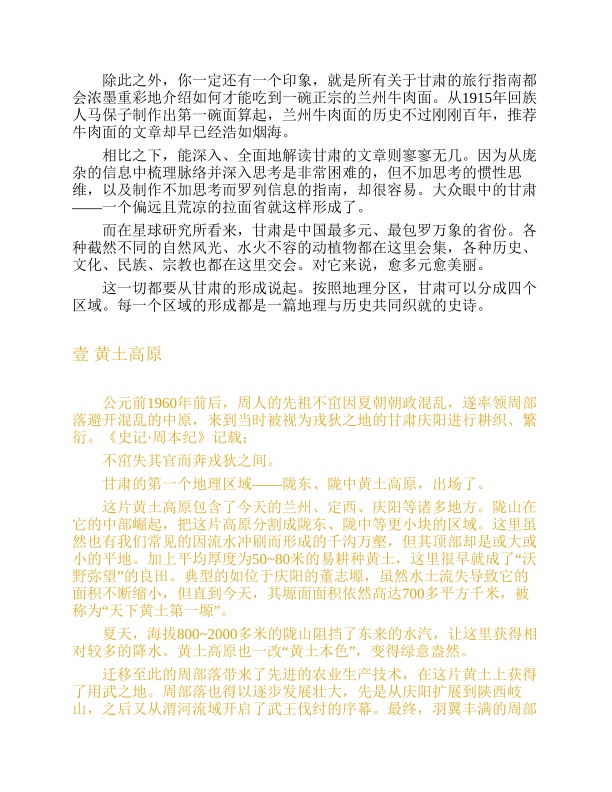 除此之外，你一定还有一个印象，就是所有关于甘肃的旅行指南都
会浓墨重彩地介绍如何才能吃到一碗正宗的兰州牛肉面。从1915年回族
人马保子制作出第一碗面算起，兰州牛肉面的历史不过刚刚百年，推荐
牛肉面的文章却早已经浩如烟海。
相比之下，能深入、全面地解读甘肃的文章则寥寥无几。因为从庞
杂的信息中梳理脉络并深入思考是非常困难的，但不加思考的惯性思
维，以及制作不加思考而罗列信息的指南，却很容易。大众眼中的甘肃
——一个偏远且荒凉的拉面省就这样形成了。
而在星球研究所看来，甘肃是中国最多元、最包罗万象的省份。各
种截然不同的自然风光、水火不容的动植物都在这里会集，各种历史、
文化、民族、宗教也都在这里交会。对它来说，愈多元愈美丽。
这一切都要从甘肃的形成说起。按照地理分区，甘肃可以分成四个
区域。每一个区域的形成都是一篇地理与历史共同织就的史诗。
壹 黄土高原
公元前1960年前后，周人的先祖不窋因夏朝朝政混乱，遂率领周部
落避开混乱的中原，来到当时被视为戎狄之地的甘肃庆阳进行耕织、繁
衍。《史记·周本纪》记载：
不窋失其官而奔戎狄之间。
甘肃的第一个地理区域——陇东、陇中黄土高原，出场了。
这片黄土高原包含了今天的兰州、定西、庆阳等诸多地方。陇山在
它的中部崛起，把这片高原分割成陇东、陇中等更小块的区域。这里虽
然也有我们常见的因流水冲刷而形成的千沟万壑，但其顶部却是或大或
小的平地。加上平均厚度为50~80米的易耕种黄土，这里很早就成了“沃
野弥望”的良田。典型的如位于庆阳的董志塬，虽然水土流失导致它的
面积不断缩小，但直到今天，其塬面面积依然高达700多平方千米，被
称为“天下黄土第一塬”。
夏天，海拔800~2000多米的陇山阻挡了东来的水汽，让这里获得相
对较多的降水。黄土高原也一改“黄土本色”，变得绿意盎然。
迁移至此的周部落带来了先进的农业生产技术，在这片黄土上获得
了用武之地。周部落也得以逐步发展壮大，先是从庆阳扩展到陕西岐
山，之后又从渭河流域开启了武王伐纣的序幕。最终，羽翼丰满的周部